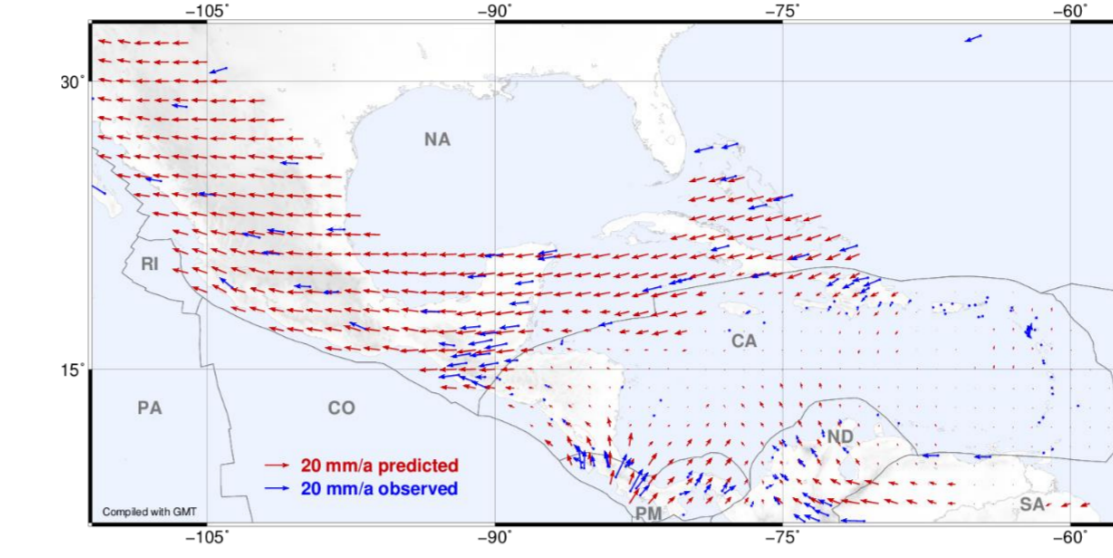 −105˚ −90˚ −75˚ −60˚
30˚
NA
RI
CA
15˚
PA CO
ND
20 mm/a predicted
20 mm/a observed
SA
Compiled with GMT
PM
−105˚ −90˚ −75˚ −60˚